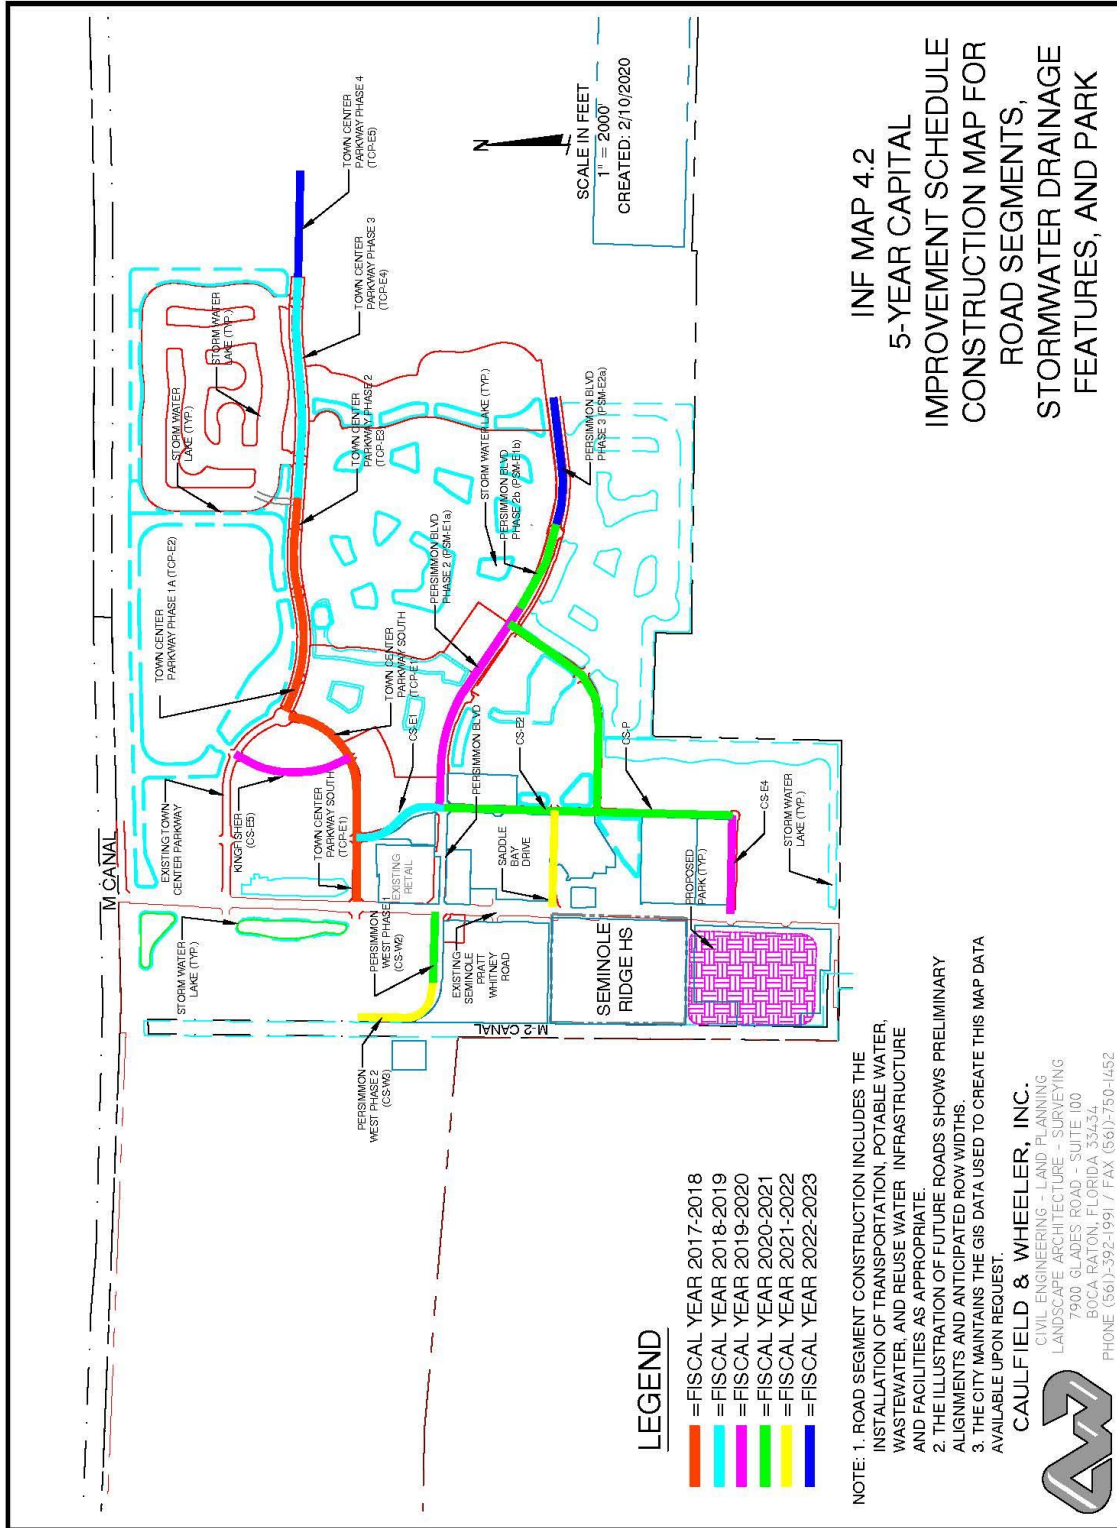 M CANAL
EXISTING TOWN
CENTER PARKWAY
KINGFISHER
(CS-E5)
TOWN CENTER
PARKWAY SOUTH
(TCP-E1)
TOWN CENTER
PARKWAY PHASE 1A (TCP-E2)
STORM WATER
LAKE (TYP.)
STORM WATER
LAKE (TYP.)
TOWN CENTER
PARKWAY PHASE 4
(TCP-E5)
TOWN CENTER
PARKWAY PHASE 3
(TCP-E4)
TOWN CENTER
PARKWAY PHASE 2
(TCP-E3)
TOWN CENTER
PARKWAY SOUTH
(TCP-E1)
CS-E1
STORM WATER
LAKE (TYP.)
PERSIMMON
WEST PHASE 1
(CS-W2)
PERSIMMON
WEST PHASE 2
(CS-W3)
EXISTING
RETAIL
PERSIMMON BLVD
PERSIMMON BLVD
PHASE 2 (PSM-E1a)
STORM WATER LAKE (TYP.)
PERSIMMON BLVD
PHASE 2b (PSM-E1b)
PERSIMMON BLVD
PHASE 3 (PSM-E2a)
EXISTING
SEMINOLE
PRATT
WHITNEY
ROAD
SADDLE
BAY
DRIVE
CS-E2
M-2 CANAL
SEMINOLE
RIDGE HS
CS-P
PROPOSED
PARK (TYP.)
CS-E4
STORM WATER
LAKE (TYP.)
N
SCALE IN FEET
1" = 2000'
CREATED: 2/10/2020
LEGEND
=FISCAL YEAR 2017-2018
=FISCAL YEAR 2018-2019
=FISCAL YEAR 2019-2020
=FISCAL YEAR 2020-2021
=FISCAL YEAR 2021-2022
=FISCAL YEAR 2022-2023
NOTE: 1. ROAD SEGMENT CONSTRUCTION INCLUDES THE
INSTALLATION OF TRANSPORTATION, POTABLE WATER,
WASTEWATER, AND REUSE WATER INFRASTRUCTURE
AND FACILITIES AS APPROPRIATE.
2. THE ILLUSTRATION OF FUTURE ROADS SHOWS PRELIMINARY
ALIGNMENTS AND ANTICIPATED ROW WIDTHS.
3. THE CITY MAINTAINS THE GIS DATA USED TO CREATE THIS MAP DATA
AVAILABLE UPON REQUEST.
CAULFIELD & WHEELER, INC.
CIVIL ENGINEERING - LAND PLANNING
LANDSCAPE ARCHITECTURE - SURVEYING
7900 GLADES ROAD - SUITE 100
BOCA RATON, FLORIDA 33434
PHONE (561)-392-1991 / FAX (561)-750-1452
INF MAP 4.2
5-YEAR CAPITAL
IMPROVEMENT SCHEDULE
CONSTRUCTION MAP FOR
ROAD SEGMENTS,
STORMWATER DRAINAGE
FEATURES, AND PARK